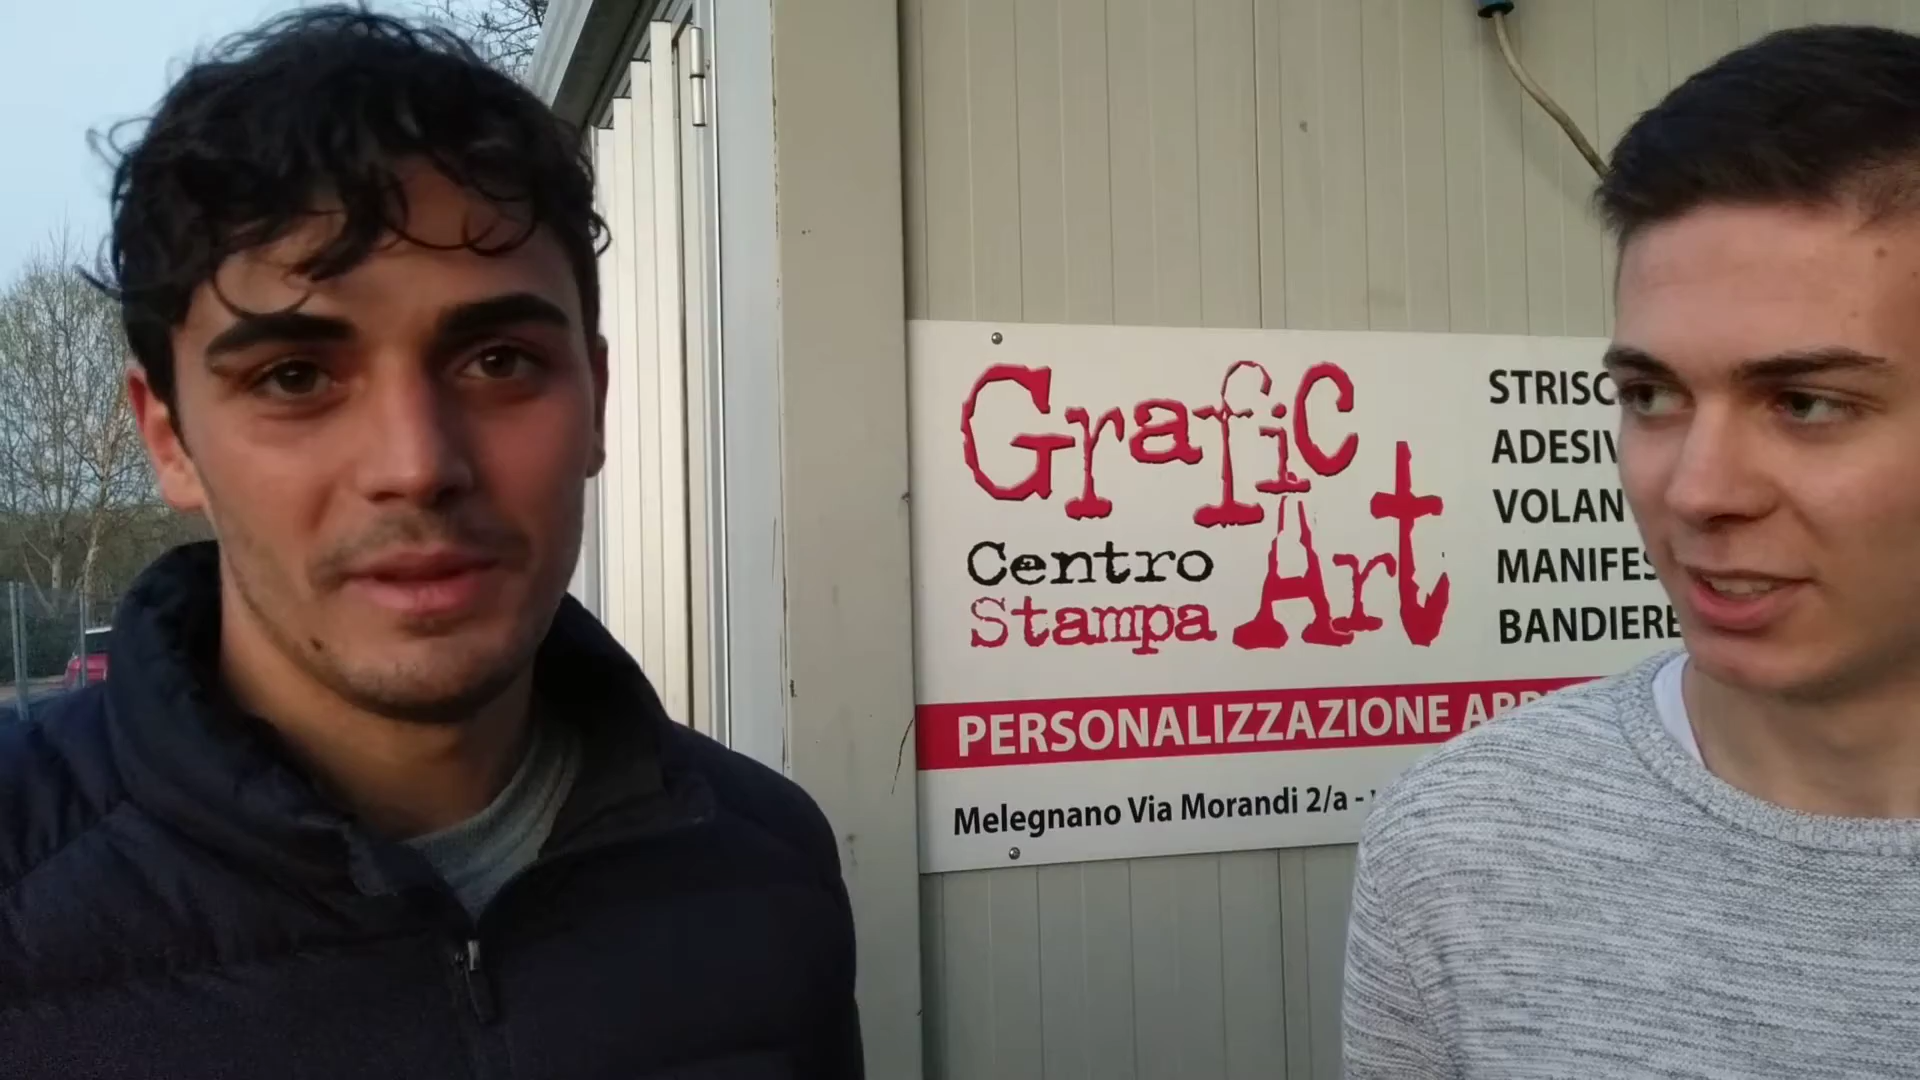 Grafic
Art
Centro
Stampa
STRISC
ADESIV
VOLAN
MANIFES
BANDIERE
PERSONALIZZAZIONE
Melegnano Via Morandi 2/a -